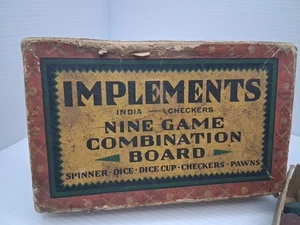 IMPLEMENTS
INDIA — CHECKERS
NINE GAME
COMBINATION
BOARD
SPINNER · DICE · DICE CUP · CHECKERS · PAWNS